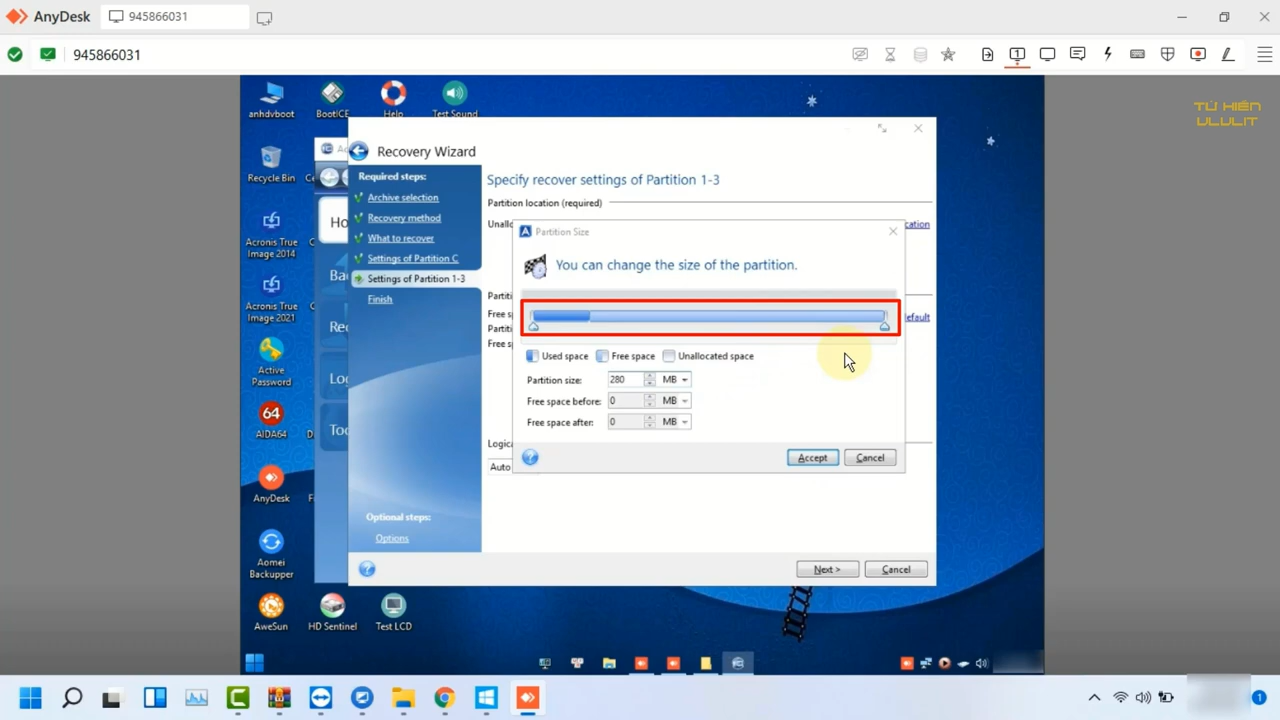 AnyDesk
945866031
945866031
anhdvboot
BootICE
Help
Test Sound
TỪ HIỀN
ULULIT
Recycle Bin
Acronis True
Image 2014
Acronis True
Image 2021
Active
Password
AIDA64
AnyDesk
Aomei
Backupper
AweSun
HD Sentinel
Test LCD
Recovery Wizard
Required steps:
Archive selection
Recovery method
What to recover
Settings of Partition C
Settings of Partition 1-3
Finish
Optional steps:
Options
Specify recover settings of Partition 1-3
Partition location (required)
Partition Size
You can change the size of the partition.
Used space
Free space
Unallocated space
Partition size: 280 MB
Free space before: 0 MB
Free space after: 0 MB
Accept
Cancel
Auto
Next >
Cancel
1